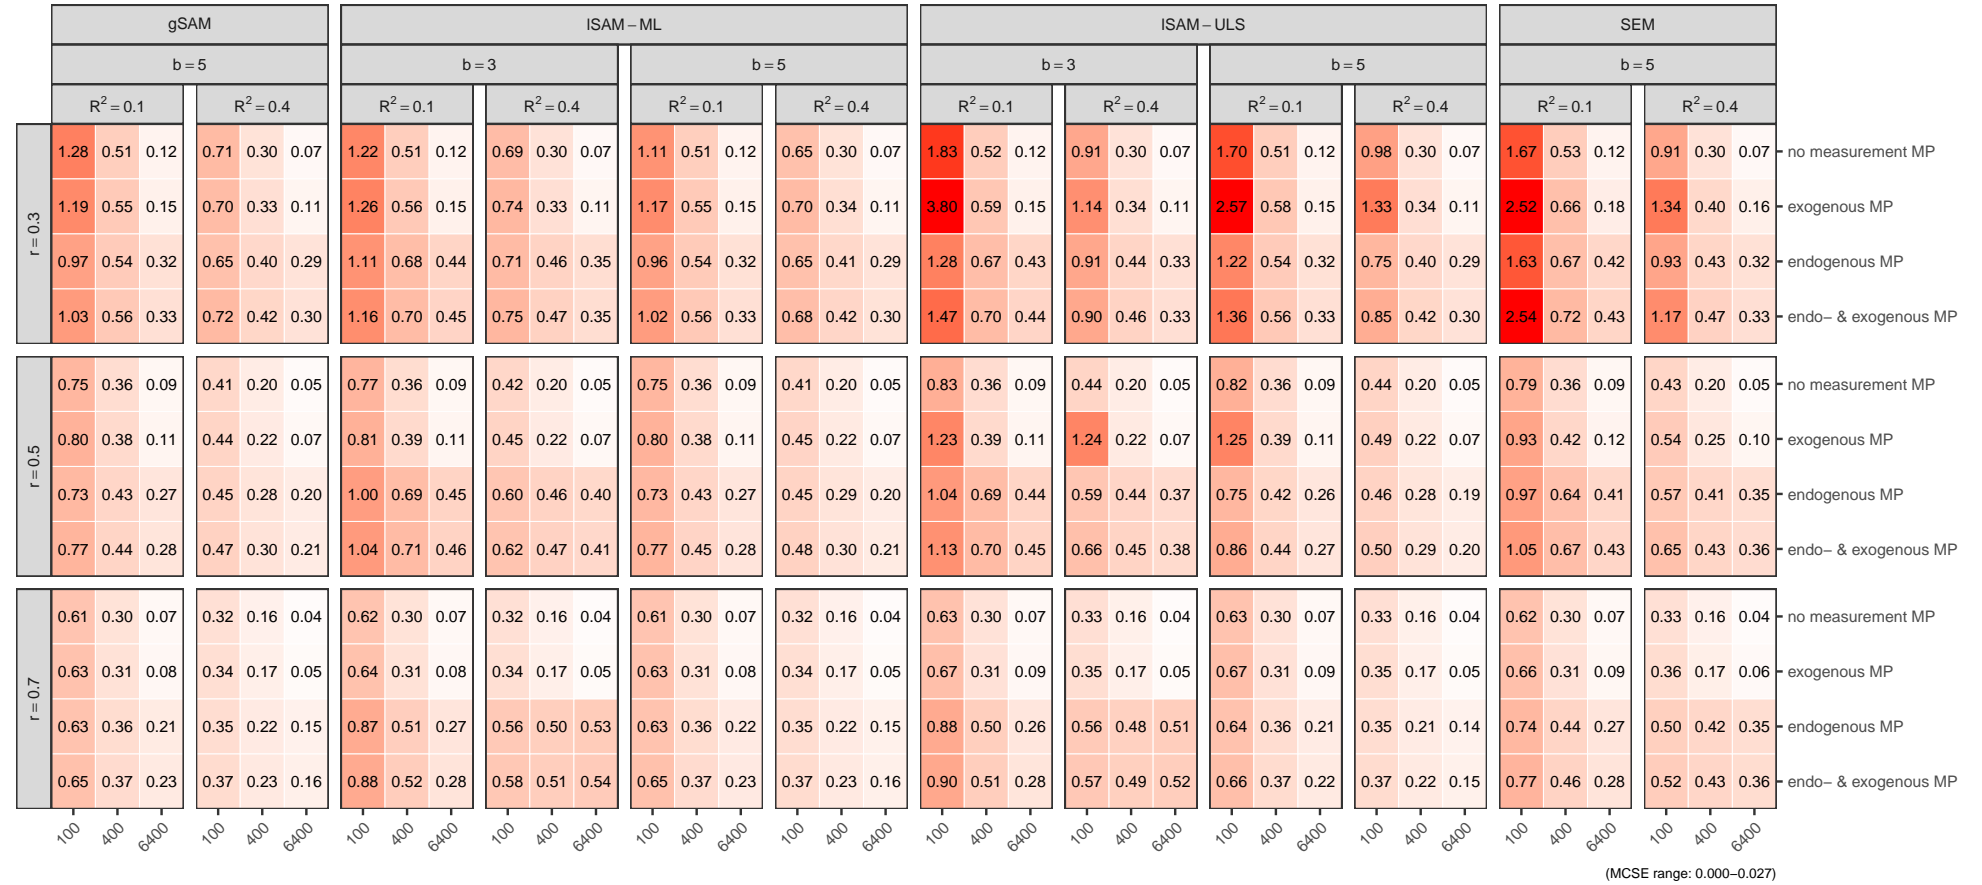 gSAM lSAM – ML lSAM – ULS SEM
b = 5 b = 3 b = 5 b = 3 b = 5 b = 5
R² = 0.1 R² = 0.4 R² = 0.1 R² = 0.4 R² = 0.1 R² = 0.4 R² = 0.1 R² = 0.4 R² = 0.1 R² = 0.4 R² = 0.1 R² = 0.4
r = 0.3
1.28 0.51 0.12 0.71 0.30 0.07 1.22 0.51 0.12 0.69 0.30 0.07 1.11 0.51 0.12 0.65 0.30 0.07 1.83 0.52 0.12 0.91 0.30 0.07 1.70 0.51 0.12 0.98 0.30 0.07 1.67 0.53 0.12 0.91 0.30 0.07 no measurement MP
1.19 0.55 0.15 0.70 0.33 0.11 1.26 0.56 0.15 0.74 0.33 0.11 1.17 0.55 0.15 0.70 0.34 0.11 3.80 0.59 0.15 1.14 0.34 0.11 2.57 0.58 0.15 1.33 0.34 0.11 2.52 0.66 0.18 1.34 0.40 0.16 exogenous MP
0.97 0.54 0.32 0.65 0.40 0.29 1.11 0.68 0.44 0.71 0.46 0.35 0.96 0.54 0.32 0.65 0.41 0.29 1.28 0.67 0.43 0.91 0.44 0.33 1.22 0.54 0.32 0.75 0.40 0.29 1.63 0.67 0.42 0.93 0.43 0.32 endogenous MP
1.03 0.56 0.33 0.72 0.42 0.30 1.16 0.70 0.45 0.75 0.47 0.35 1.02 0.56 0.33 0.68 0.42 0.30 1.47 0.70 0.44 0.90 0.46 0.33 1.36 0.56 0.33 0.85 0.42 0.30 2.54 0.72 0.43 1.17 0.47 0.33 endo– & exogenous MP
r = 0.5
0.75 0.36 0.09 0.41 0.20 0.05 0.77 0.36 0.09 0.42 0.20 0.05 0.75 0.36 0.09 0.41 0.20 0.05 0.83 0.36 0.09 0.44 0.20 0.05 0.82 0.36 0.09 0.44 0.20 0.05 0.79 0.36 0.09 0.43 0.20 0.05 no measurement MP
0.80 0.38 0.11 0.44 0.22 0.07 0.81 0.39 0.11 0.45 0.22 0.07 0.80 0.38 0.11 0.45 0.22 0.07 1.23 0.39 0.11 1.24 0.22 0.07 1.25 0.39 0.11 0.49 0.22 0.07 0.93 0.42 0.12 0.54 0.25 0.10 exogenous MP
0.73 0.43 0.27 0.45 0.28 0.20 1.00 0.69 0.45 0.60 0.46 0.40 0.73 0.43 0.27 0.45 0.29 0.20 1.04 0.69 0.44 0.59 0.44 0.37 0.75 0.42 0.26 0.46 0.28 0.19 0.97 0.64 0.41 0.57 0.41 0.35 endogenous MP
0.77 0.44 0.28 0.47 0.30 0.21 1.04 0.71 0.46 0.62 0.47 0.41 0.77 0.45 0.28 0.48 0.30 0.21 1.13 0.70 0.45 0.66 0.45 0.38 0.86 0.44 0.27 0.50 0.29 0.20 1.05 0.67 0.43 0.65 0.43 0.36 endo– & exogenous MP
r = 0.7
0.61 0.30 0.07 0.32 0.16 0.04 0.62 0.30 0.07 0.32 0.16 0.04 0.61 0.30 0.07 0.32 0.16 0.04 0.63 0.30 0.07 0.33 0.16 0.04 0.63 0.30 0.07 0.33 0.16 0.04 0.62 0.30 0.07 0.33 0.16 0.04 no measurement MP
0.63 0.31 0.08 0.34 0.17 0.05 0.64 0.31 0.08 0.34 0.17 0.05 0.63 0.31 0.08 0.34 0.17 0.05 0.67 0.31 0.09 0.35 0.17 0.05 0.67 0.31 0.09 0.35 0.17 0.05 0.66 0.31 0.09 0.36 0.17 0.06 exogenous MP
0.63 0.36 0.21 0.35 0.22 0.15 0.87 0.51 0.27 0.56 0.50 0.53 0.63 0.36 0.22 0.35 0.22 0.15 0.88 0.50 0.26 0.56 0.48 0.51 0.64 0.36 0.21 0.35 0.21 0.14 0.74 0.44 0.27 0.50 0.42 0.35 endogenous MP
0.65 0.37 0.23 0.37 0.23 0.16 0.88 0.52 0.28 0.58 0.51 0.54 0.65 0.37 0.23 0.37 0.23 0.16 0.90 0.51 0.28 0.57 0.49 0.52 0.66 0.37 0.22 0.37 0.22 0.15 0.77 0.46 0.28 0.52 0.43 0.36 endo– & exogenous MP
100 400 6400 100 400 6400 100 400 6400 100 400 6400 100 400 6400 100 400 6400 100 400 6400 100 400 6400 100 400 6400 100 400 6400 100 400 6400 100 400 6400
(MCSE range: 0.000–0.027)